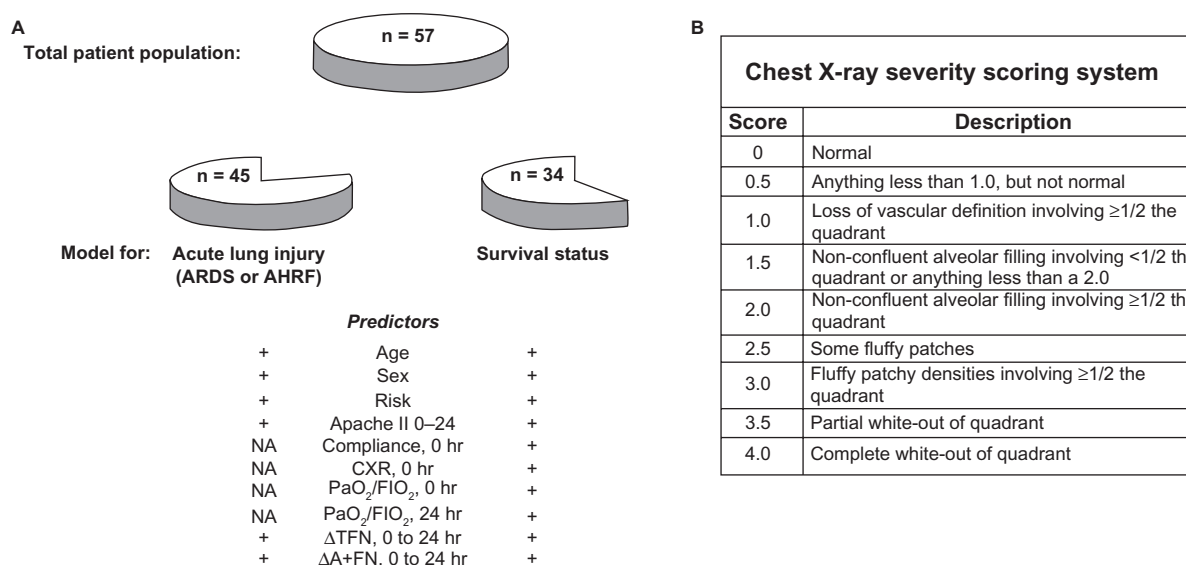 A
Total patient population:
n = 57
n = 45
n = 34
Model for:
Acute lung injury
(ARDS or AHRF)
Survival status
Predictors
+ Age +
+ Sex +
+ Risk +
+ Apache II 0–24 +
NA Compliance, 0 hr +
NA CXR, 0 hr +
NA PaO2/FIO2, 0 hr +
NA PaO2/FIO2, 24 hr +
+ ΔTFN, 0 to 24 hr +
+ ΔA+FN, 0 to 24 hr +
B
Chest X-ray severity scoring system
Score Description
0 Normal
0.5 Anything less than 1.0, but not normal
1.0 Loss of vascular definition involving ≥1/2 the
quadrant
1.5 Non-confluent alveolar filling involving <1/2 th
quadrant or anything less than a 2.0
2.0 Non-confluent alveolar filling involving ≥1/2 th
quadrant
2.5 Some fluffy patches
3.0 Fluffy patchy densities involving ≥1/2 the
quadrant
3.5 Partial white-out of quadrant
4.0 Complete white-out of quadrant